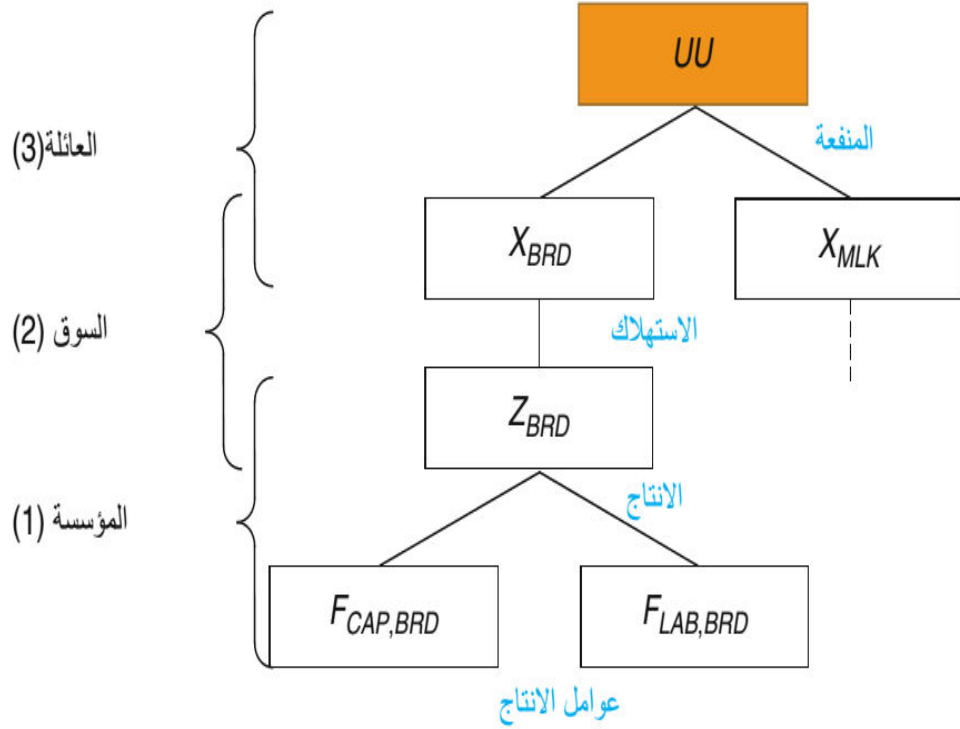 UU
المنفعة
العائلة(3)
X_BRD
X_MLK
السوق (2)
الاستهلاك
Z_BRD
الانتاج
المؤسسة (1)
F_CAP,BRD
F_LAB,BRD
عوامل الانتاج